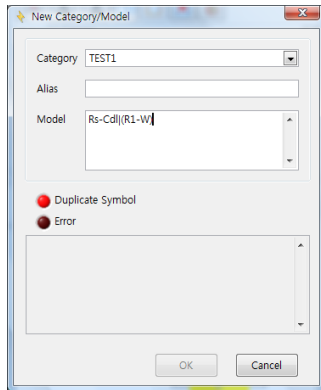 New Category/Model
Category TEST1
Alias
Model Rs-Cdl|(R1-W)
Duplicate Symbol
Error
OK Cancel